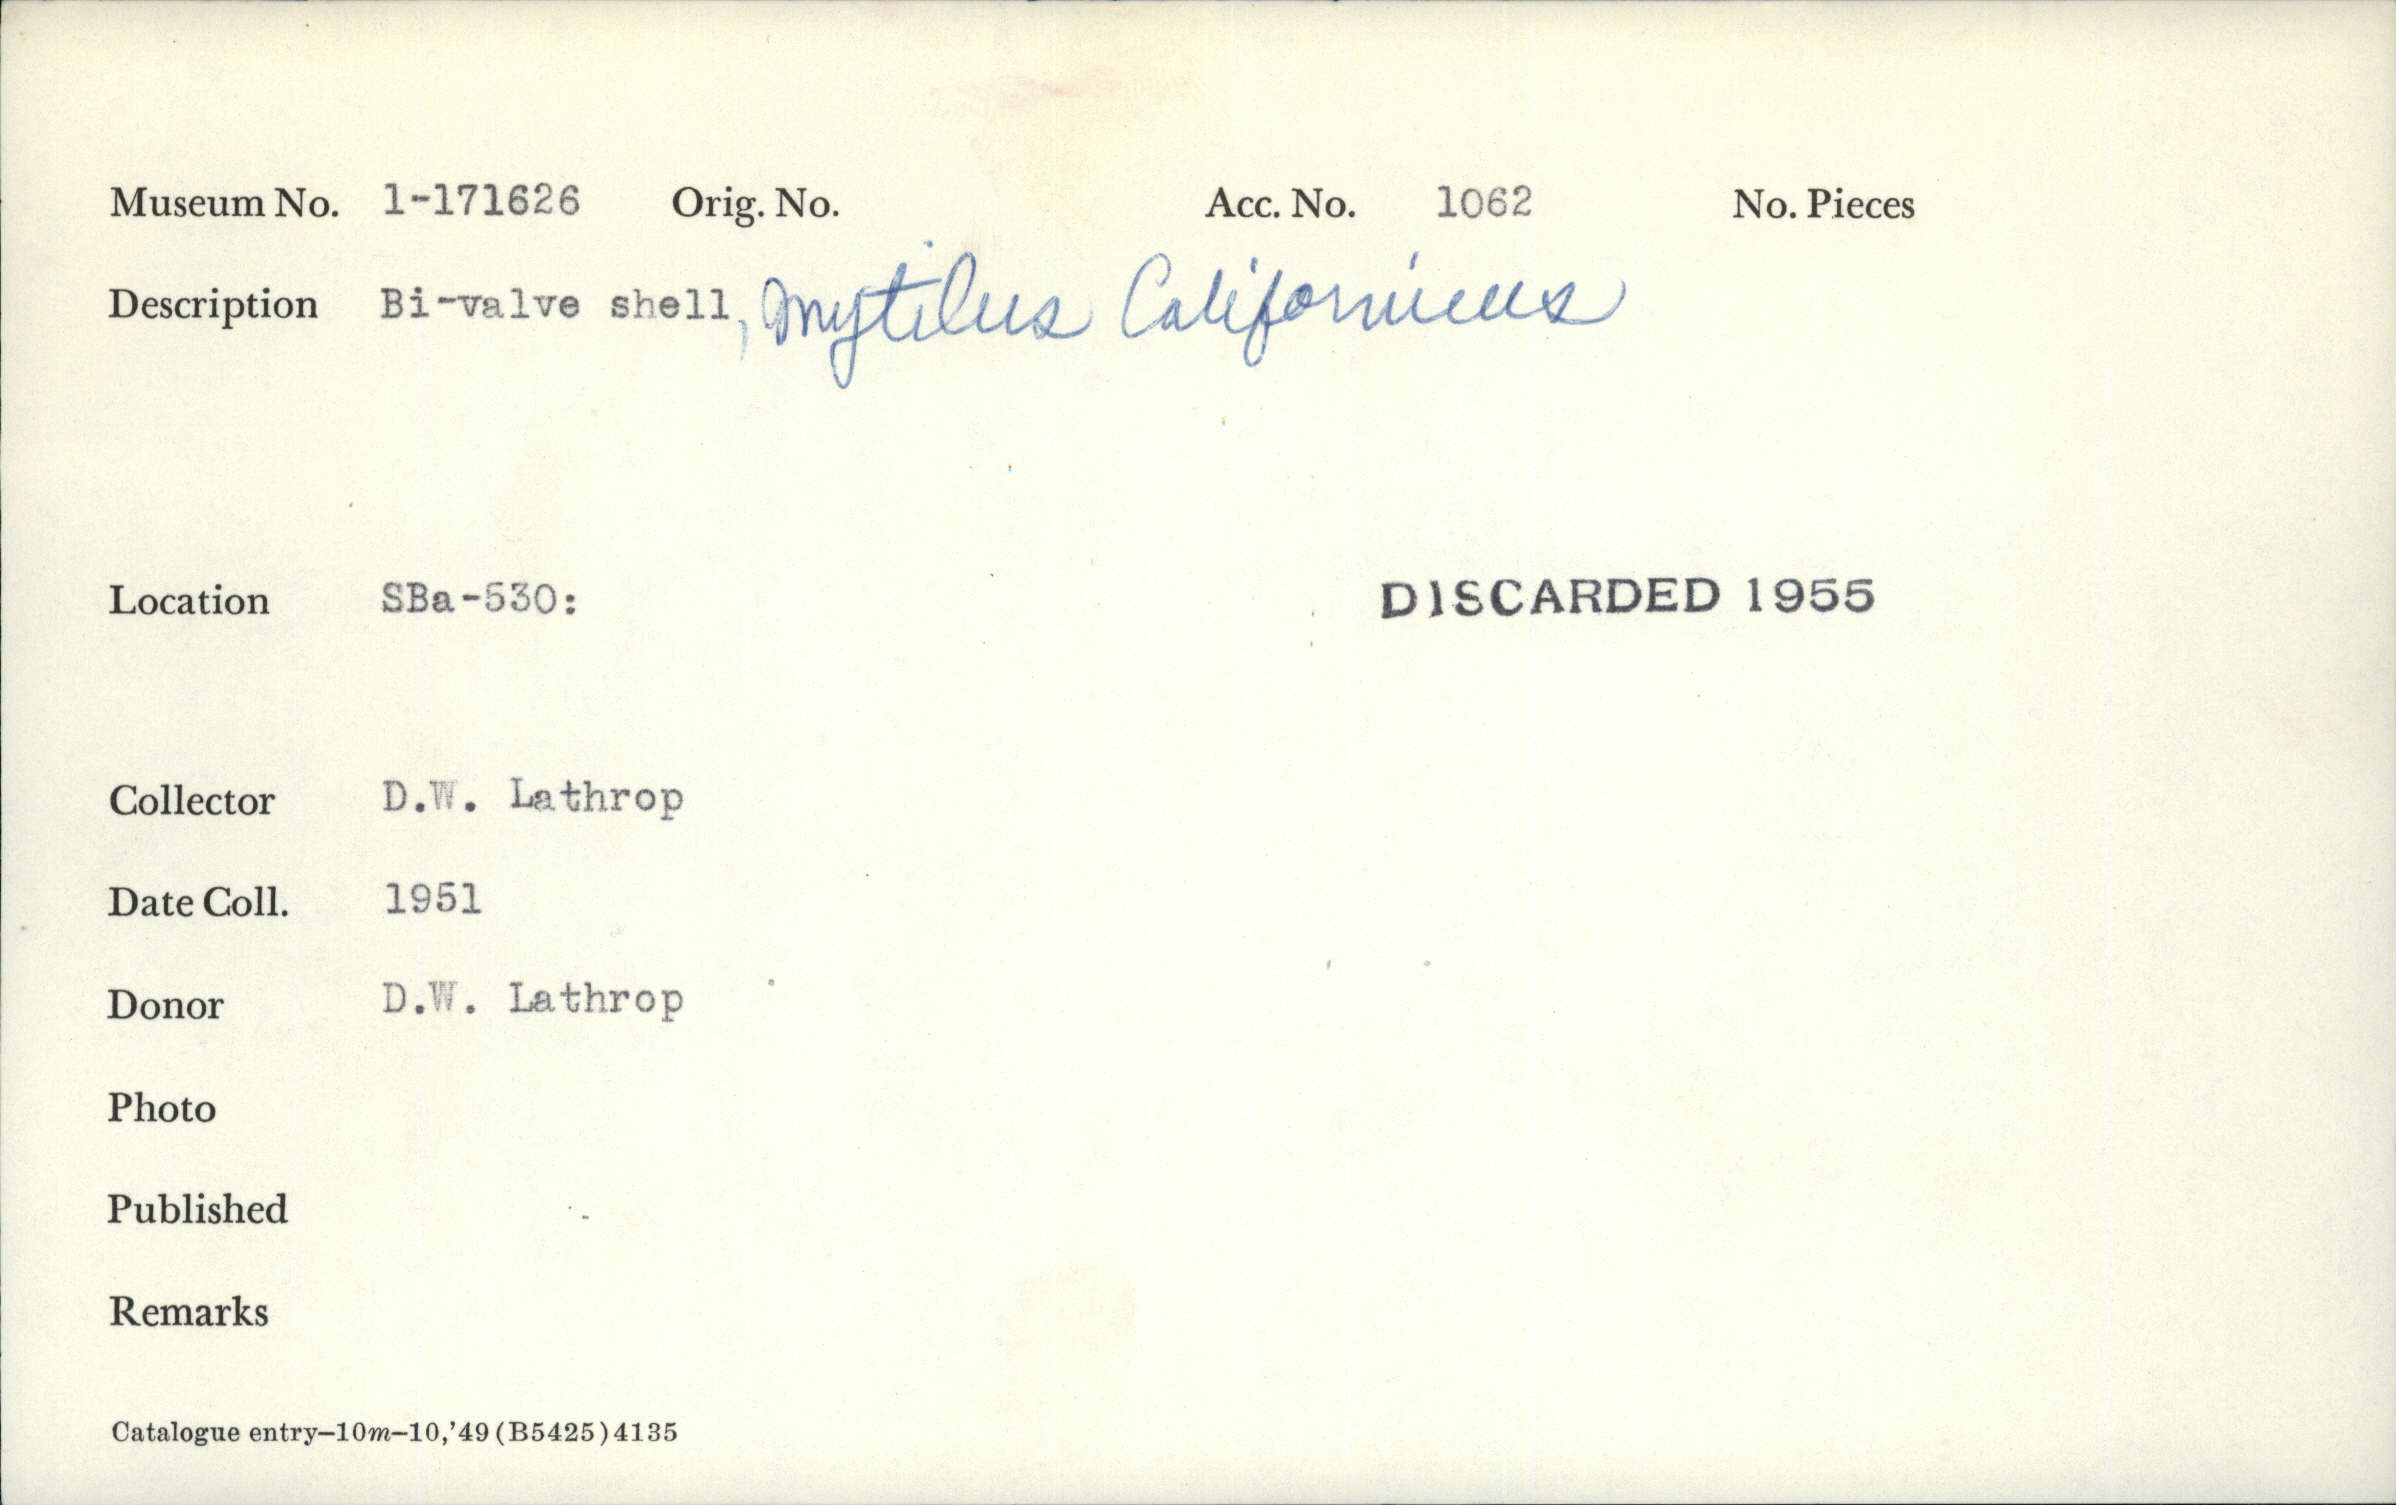 Museum No. 1-171626 Orig. No. Acc. No. 1062 No. Pieces
Description Bi-valve shell, Mytilus Californicus
Location SBa-530: DISCARDED 1955
Collector D.W. Lathrop
Date Coll. 1951
Donor D.W. Lathrop
Photo
Published
Remarks
Catalogue entry—10m—10,'49(B5425)4135